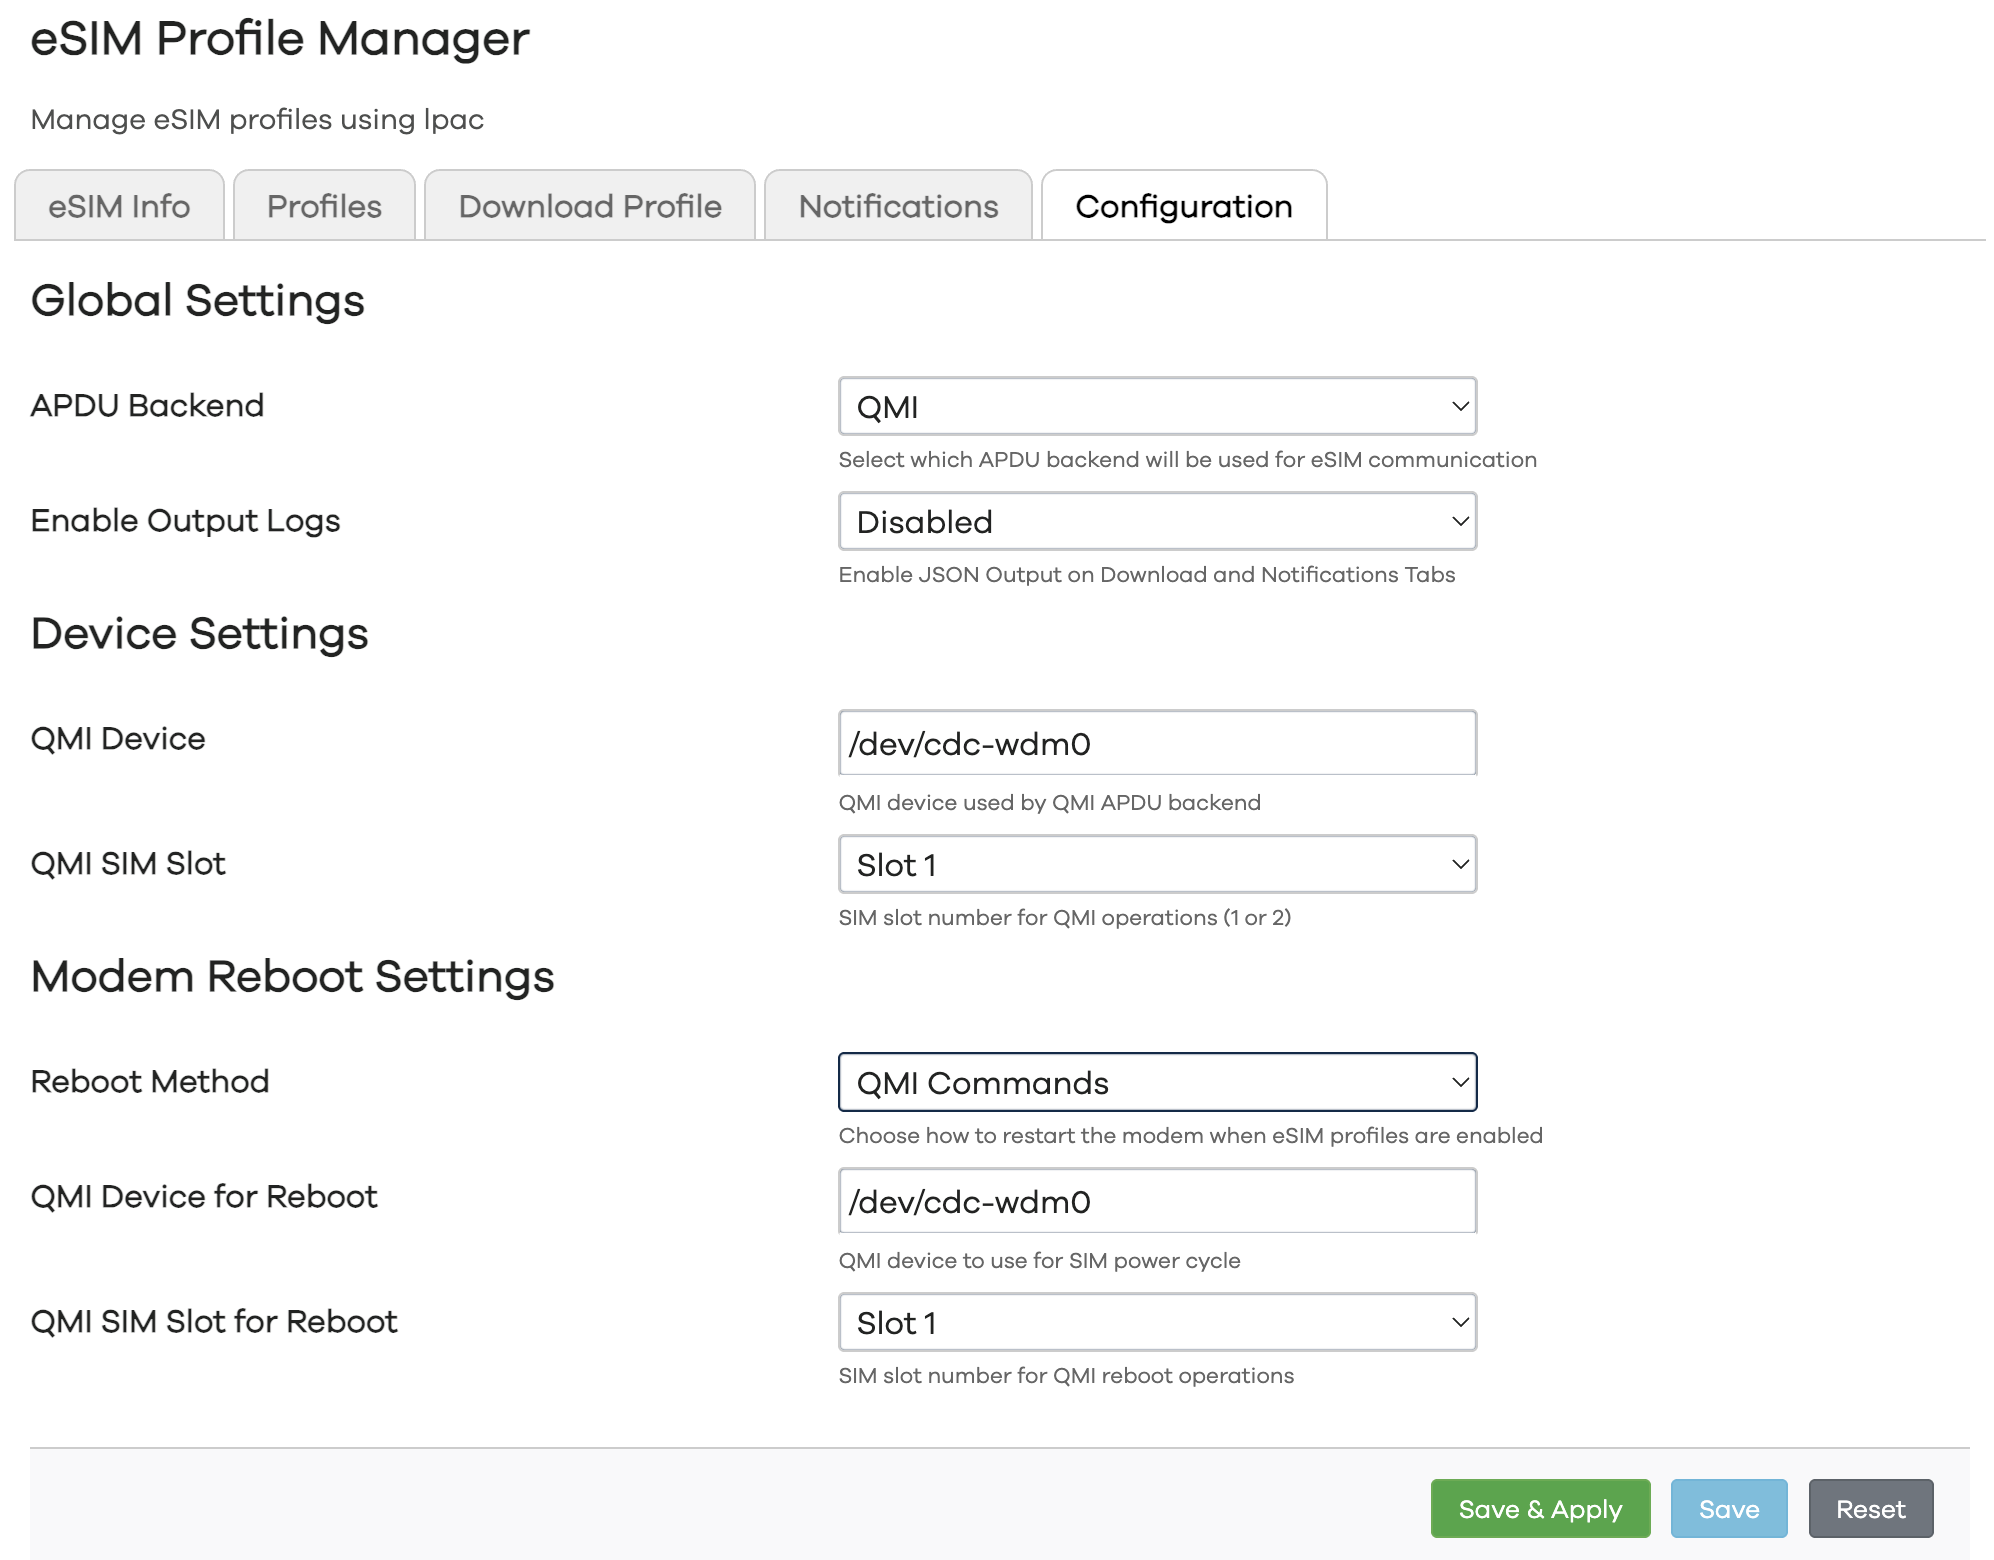 eSIM Profile Manager
Manage eSIM profiles using lpac
eSIM Info Profiles Download Profile Notifications Configuration
Global Settings
APDU Backend QMI
Select which APDU backend will be used for eSIM communication
Enable Output Logs Disabled
Enable JSON Output on Download and Notifications Tabs
Device Settings
QMI Device /dev/cdc-wdm0
QMI device used by QMI APDU backend
QMI SIM Slot Slot 1
SIM slot number for QMI operations (1 or 2)
Modem Reboot Settings
Reboot Method QMI Commands
Choose how to restart the modem when eSIM profiles are enabled
QMI Device for Reboot /dev/cdc-wdm0
QMI device to use for SIM power cycle
QMI SIM Slot for Reboot Slot 1
SIM slot number for QMI reboot operations
Save & Apply Save Reset